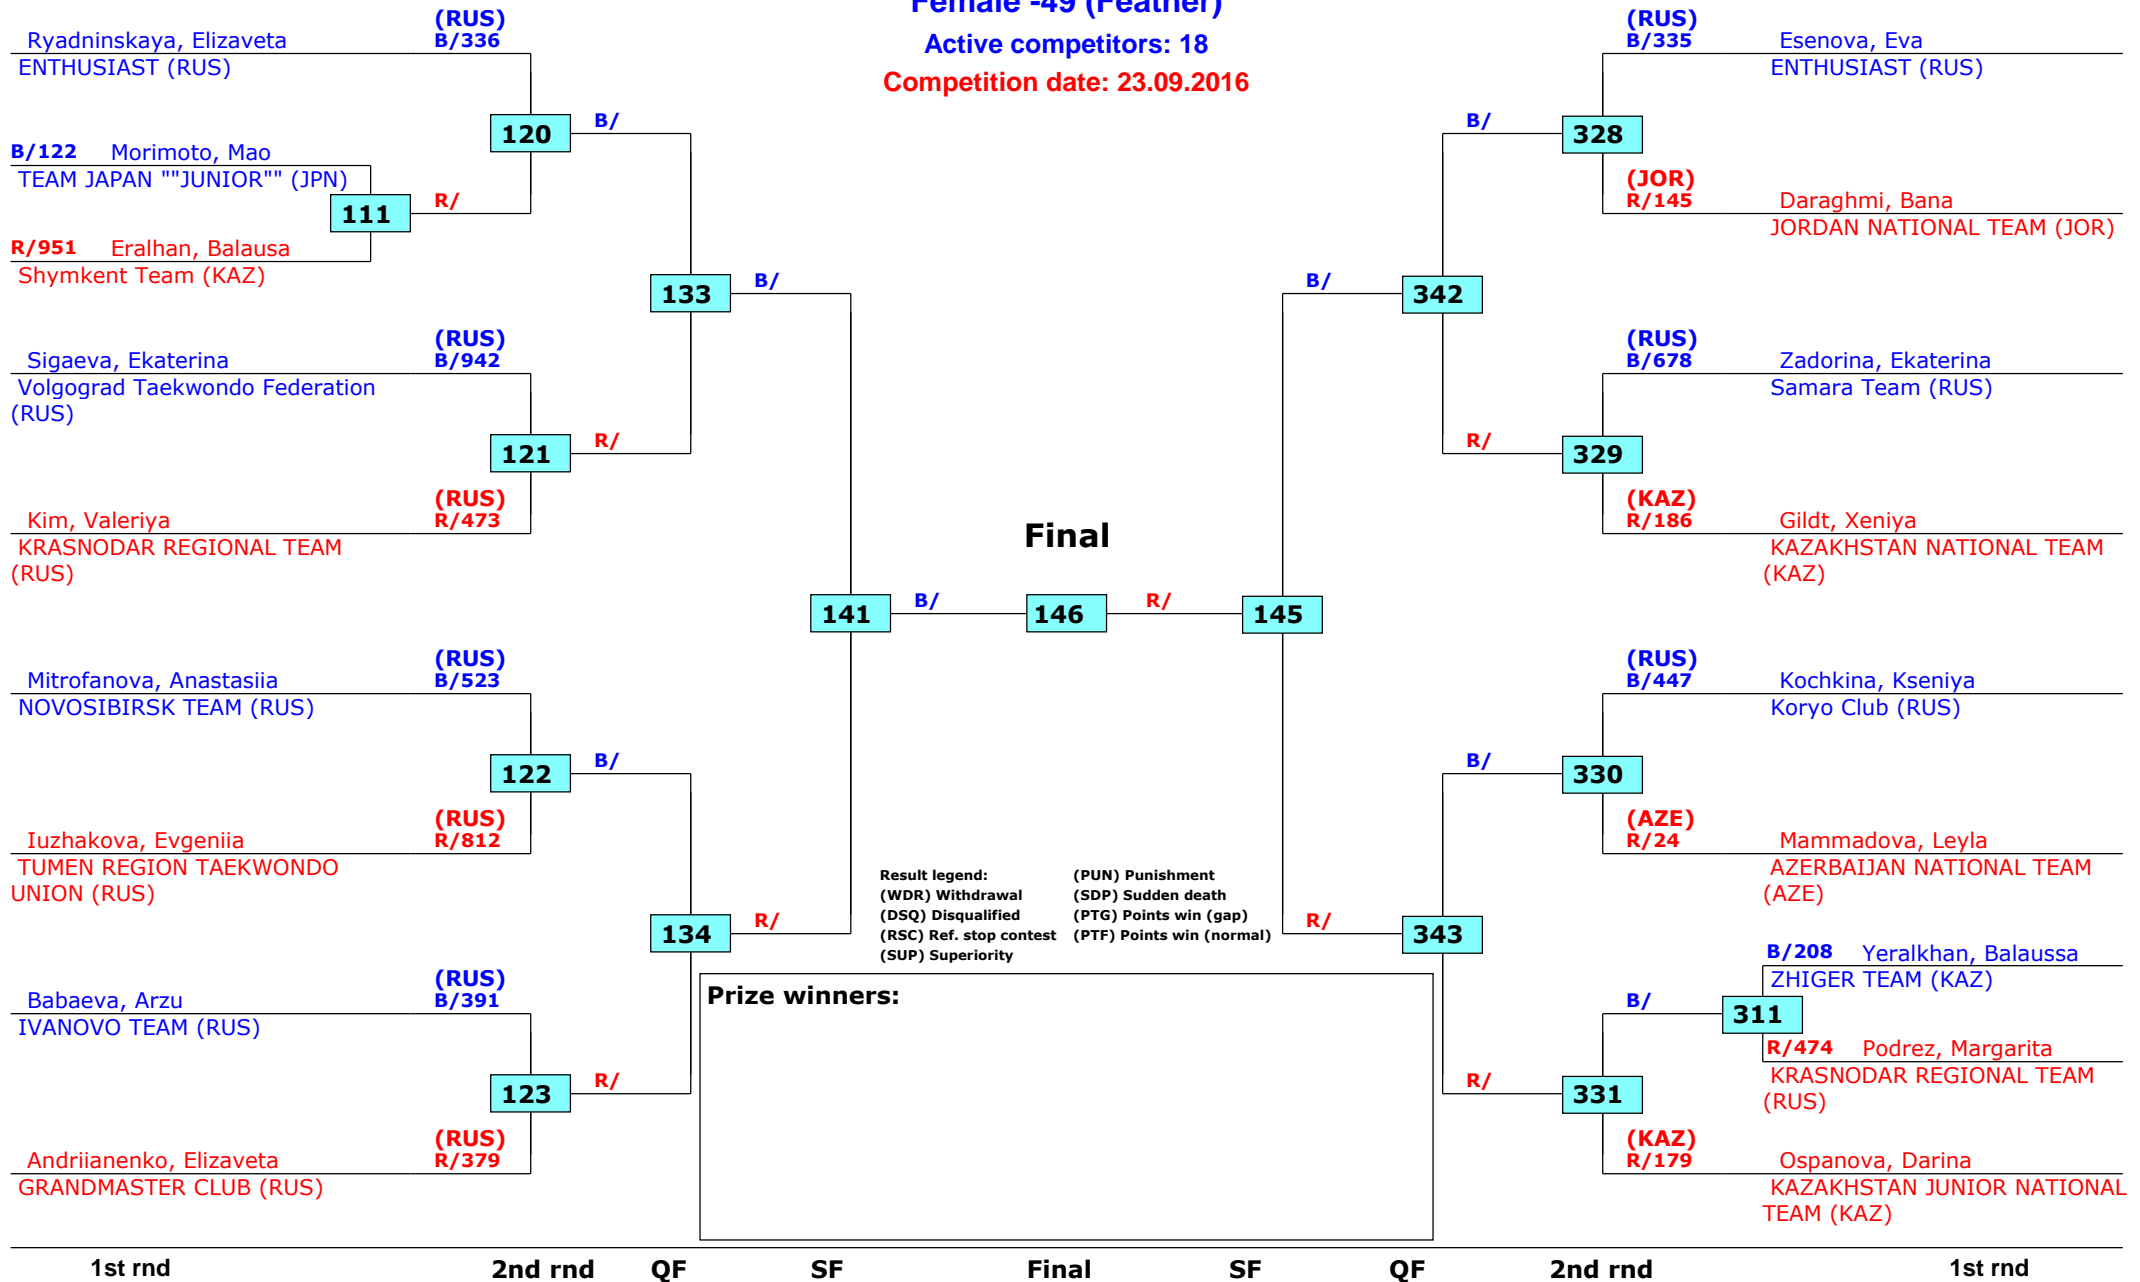 Female -49 (Feather)
Active competitors: 18
Competition date: 23.09.2016
(RUS)
Ryadninskaya, Elizaveta B/336
ENTHUSIAST (RUS)
120
B/
B/122 Morimoto, Mao
TEAM JAPAN ""JUNIOR"" (JPN)
111
R/
R/951 Eralhan, Balausa
Shymkent Team (KAZ)
133
B/
(RUS)
Sigaeva, Ekaterina B/942
Volgograd Taekwondo Federation
(RUS)
121
R/
(RUS)
Kim, Valeriya R/473
KRASNODAR REGIONAL TEAM
(RUS)
141
B/
(RUS)
Mitrofanova, Anastasiia B/523
NOVOSIBIRSK TEAM (RUS)
122
B/
(RUS)
Iuzhakova, Evgeniia R/812
TUMEN REGION TAEKWONDO
UNION (RUS)
134
R/
(RUS)
Babaeva, Arzu B/391
IVANOVO TEAM (RUS)
123
R/
(RUS)
Andriianenko, Elizaveta R/379
GRANDMASTER CLUB (RUS)
Final
146
R/
145
(RUS)
B/335 Esenova, Eva
ENTHUSIAST (RUS)
B/
328
(JOR)
R/145 Daraghmi, Bana
JORDAN NATIONAL TEAM (JOR)
B/
342
(RUS)
B/678 Zadorina, Ekaterina
Samara Team (RUS)
R/
329
(KAZ)
R/186 Gildt, Xeniya
KAZAKHSTAN NATIONAL TEAM
(KAZ)
(RUS)
B/447 Kochkina, Kseniya
Koryo Club (RUS)
B/
330
(AZE)
R/24 Mammadova, Leyla
AZERBAIJAN NATIONAL TEAM
(AZE)
R/
343
B/208 Yeralkhan, Balaussa
ZHIGER TEAM (KAZ)
B/
311
R/474 Podrez, Margarita
KRASNODAR REGIONAL TEAM
(RUS)
R/
331
(KAZ)
R/179 Ospanova, Darina
KAZAKHSTAN JUNIOR NATIONAL
TEAM (KAZ)
Result legend: (PUN) Punishment
(WDR) Withdrawal (SDP) Sudden death
(DSQ) Disqualified (PTG) Points win (gap)
(RSC) Ref. stop contest (PTF) Points win (normal)
(SUP) Superiority
Prize winners:
1st rnd 2nd rnd QF SF Final SF QF 2nd rnd 1st rnd